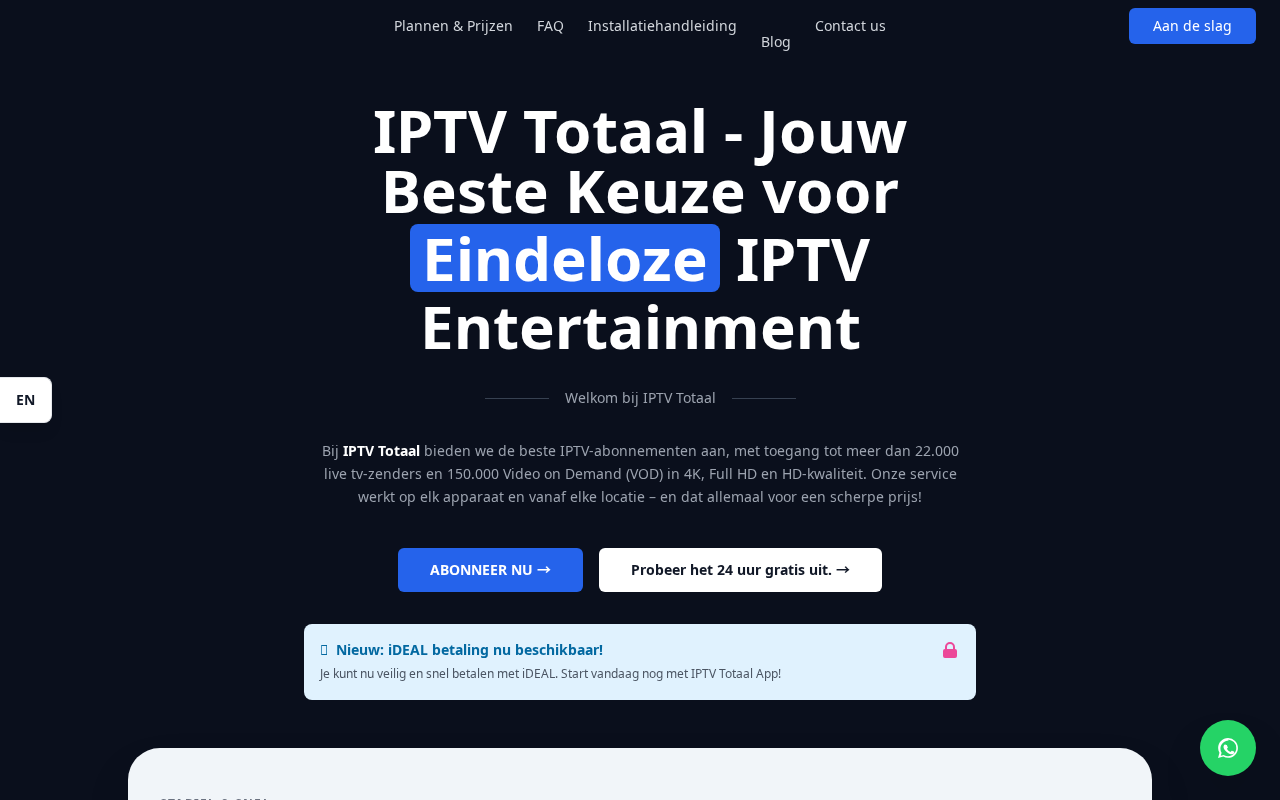 Plannen & Prijzen
FAQ
Installatiehandleiding
Blog
Contact us
Aan de slag
IPTV Totaal - Jouw
Beste Keuze voor
Eindeloze IPTV
Entertainment
EN
Welkom bij IPTV Totaal
Bij IPTV Totaal bieden we de beste IPTV-abonnementen aan, met toegang tot meer dan 22.000
live tv-zenders en 150.000 Video on Demand (VOD) in 4K, Full HD en HD-kwaliteit. Onze service
werkt op elk apparaat en vanaf elke locatie – en dat allemaal voor een scherpe prijs!
ABONNEER NU →
Probeer het 24 uur gratis uit. →
Nieuw: iDEAL betaling nu beschikbaar!
Je kunt nu veilig en snel betalen met iDEAL. Start vandaag nog met IPTV Totaal App!